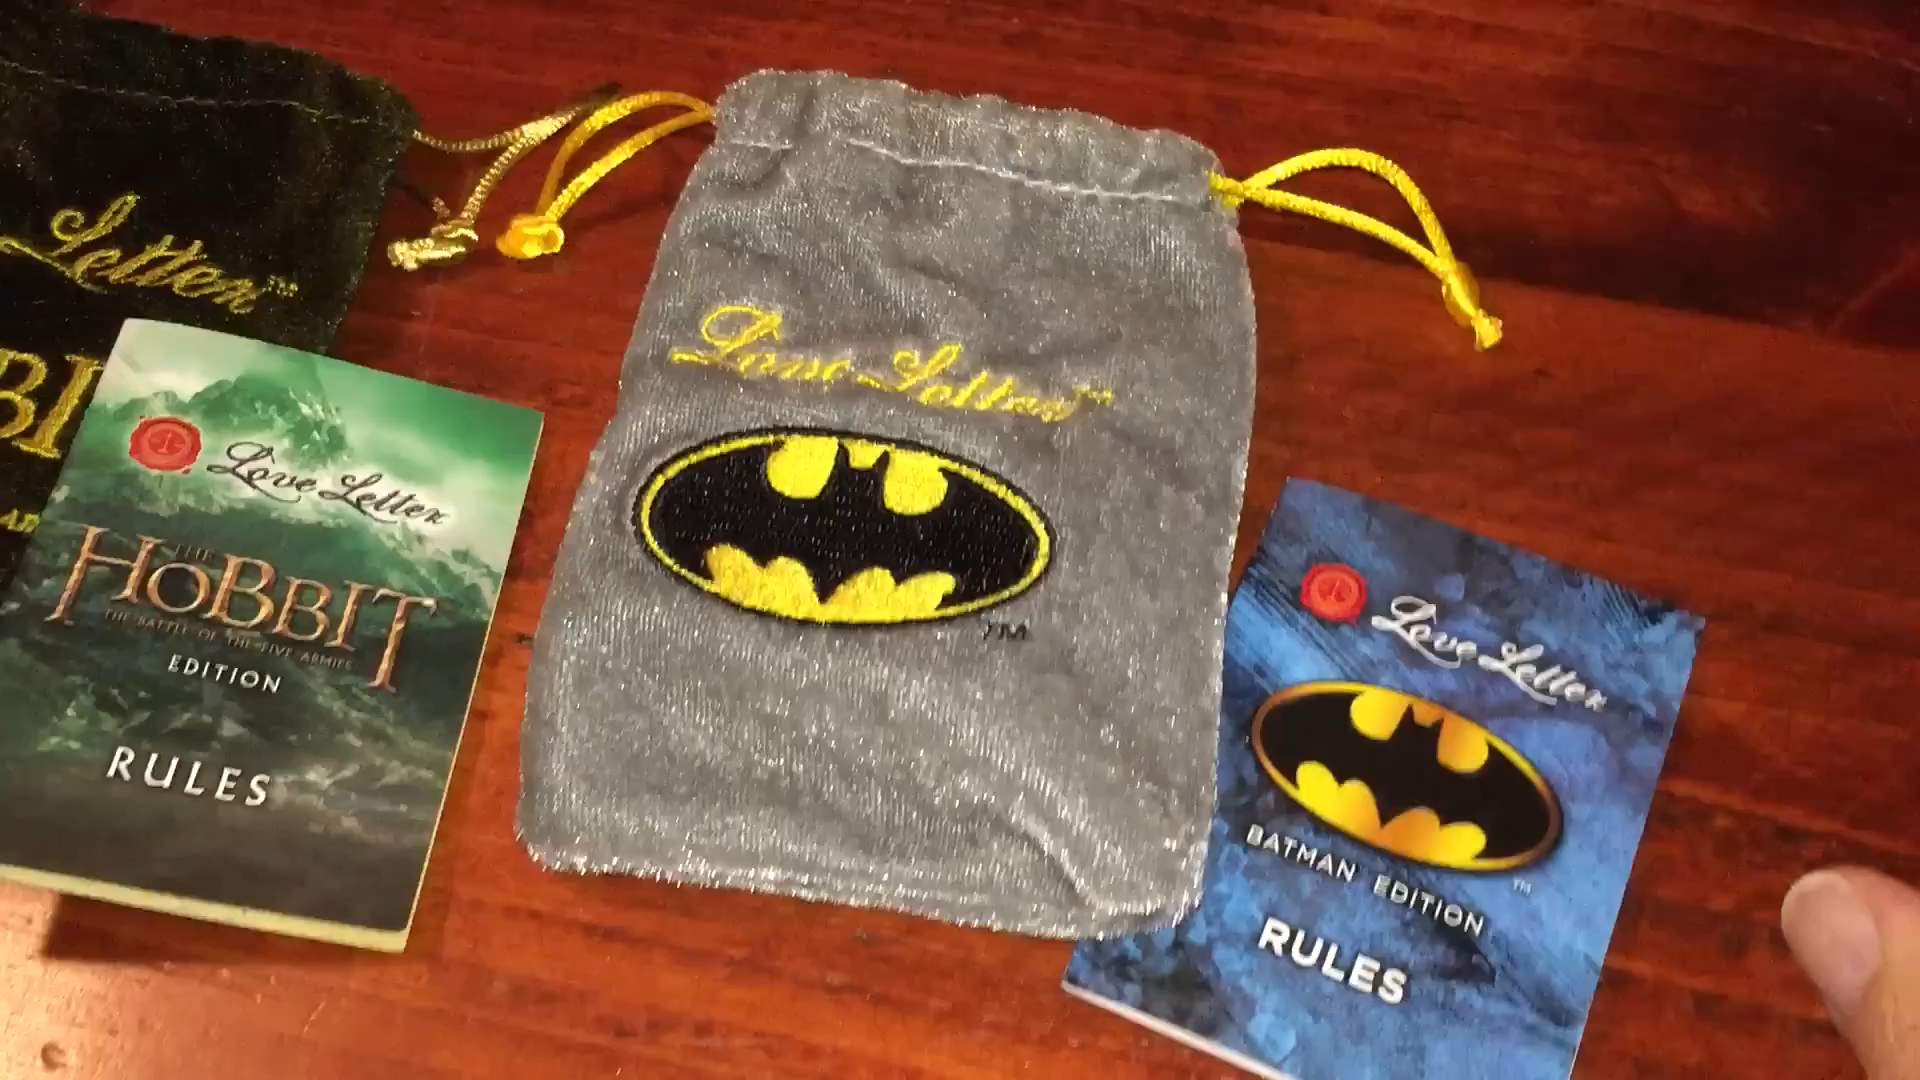 Letter™
Love Letter™
TM
Love Letter
THE
HOBBIT
THE BATTLE OF THE FIVE ARMIES
EDITION
RULES
Love Letter
TM
BATMAN EDITION
RULES